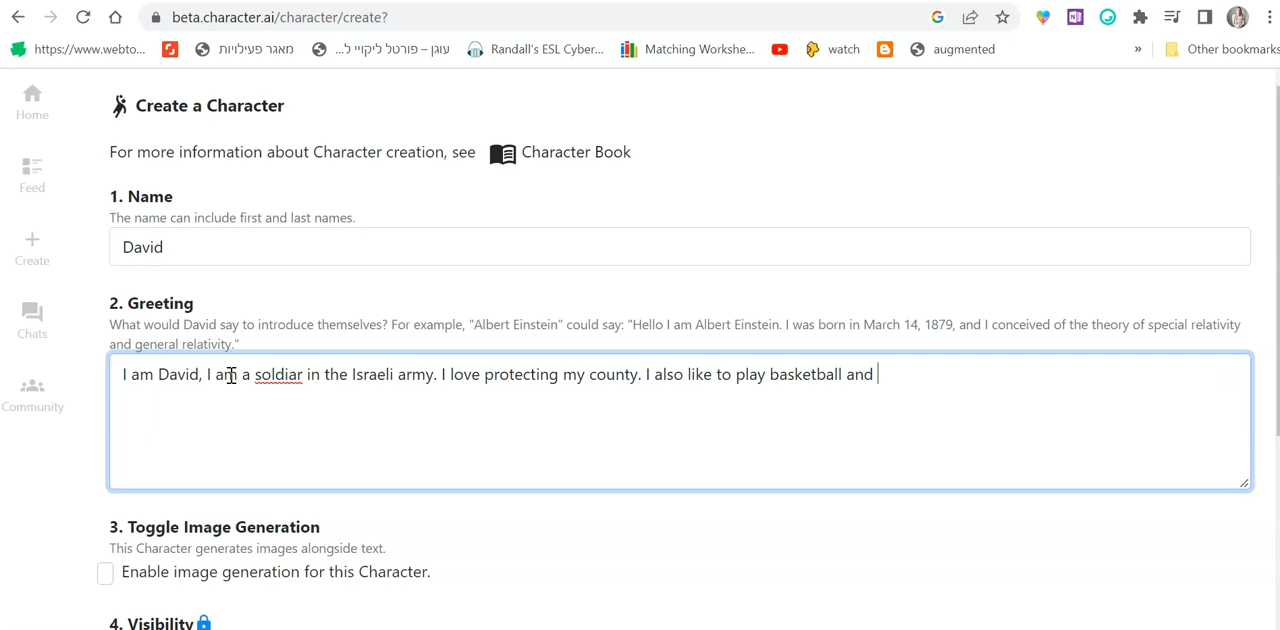 beta.character.ai/character/create?
https://www.webto... מאגר פעילויות עוגן – פורטל ליקויי ל... Randall's ESL Cyber... Matching Workshe... watch augmented » Other bookmarks
Home
Feed
Create
Chats
Community
Create a Character
For more information about Character creation, see Character Book
1. Name
The name can include first and last names.
David
2. Greeting
What would David say to introduce themselves? For example, "Albert Einstein" could say: "Hello I am Albert Einstein. I was born in March 14, 1879, and I conceived of the theory of special relativity
and general relativity."
I am David, I am a soldiar in the Israeli army. I love protecting my county. I also like to play basketball and
3. Toggle Image Generation
This Character generates images alongside text.
Enable image generation for this Character.
4. Visibility